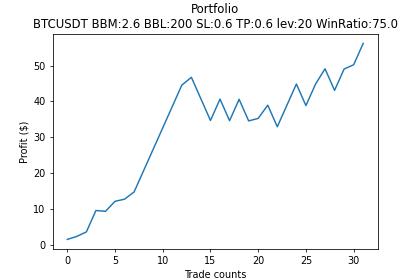 Portfolio
BTCUSDT BBM:2.6 BBL:200 SL:0.6 TP:0.6 lev:20 WinRatio:75.0
50
40
30
20
10
0
Profit ($)
0 5 10 15 20 25 30
Trade counts